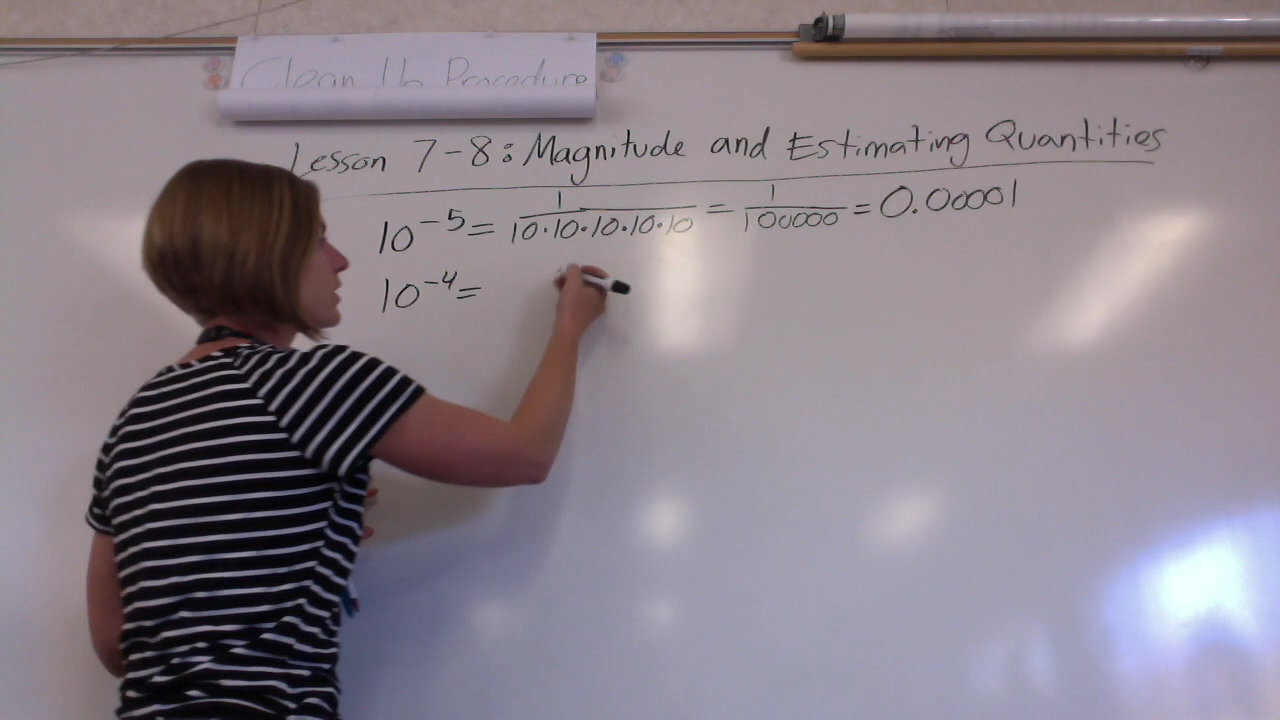 Clean Up Procedure
Lesson 7-8: Magnitude and Estimating Quantities
10⁻⁵ = 1/10·10·10·10·10 = 1/100000 = 0.00001
10⁻⁴ =